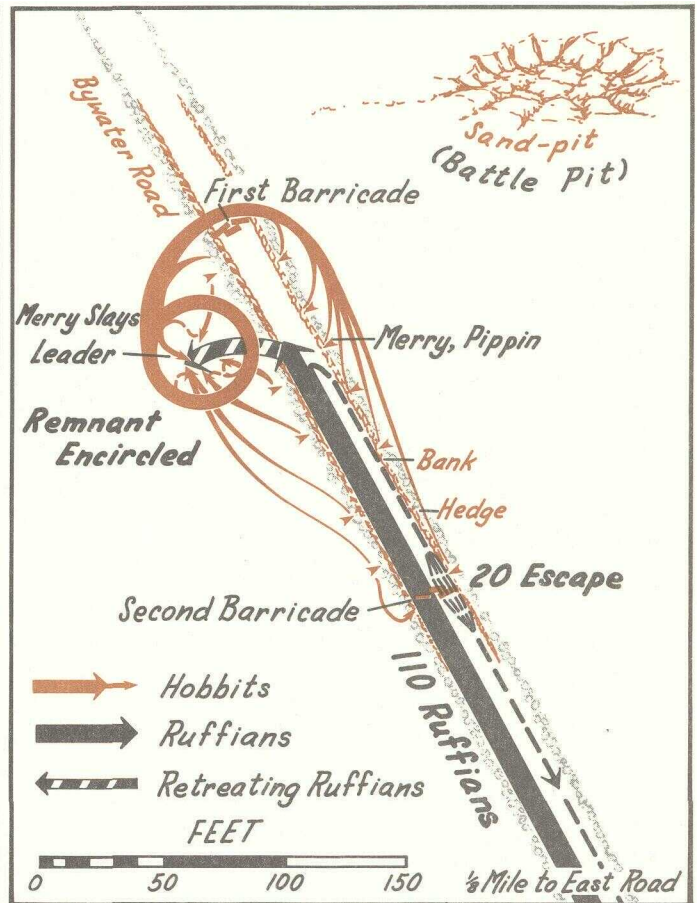 Bywater Road
Sand-pit
(Battle Pit)
First Barricade
Merry Slays
Leader
Merry, Pippin
Remnant
Encircled
Bank
Hedge
20 Escape
Second Barricade
110 Ruffians
Hobbits
Ruffians
Retreating Ruffians
FEET
0 50 100 150
⅛ Mile to East Road